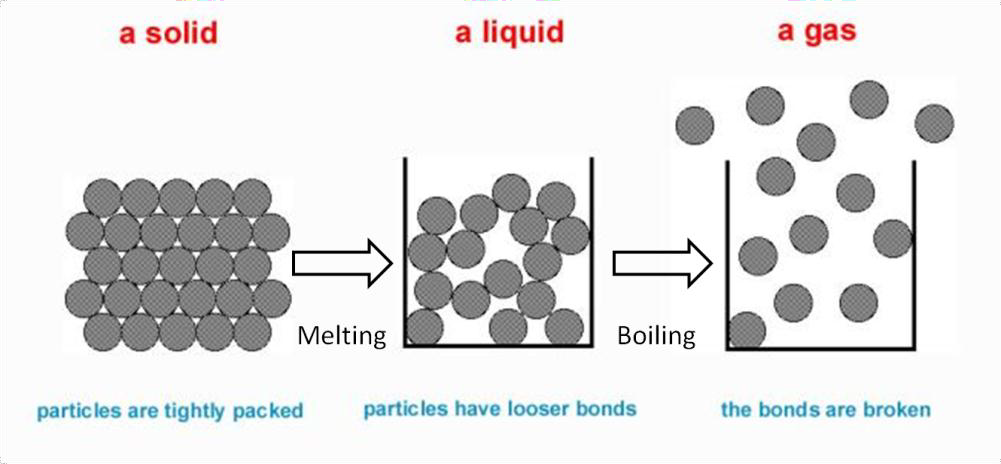 a solid
a liquid
a gas
Melting
Boiling
particles are tightly packed
particles have looser bonds
the bonds are broken